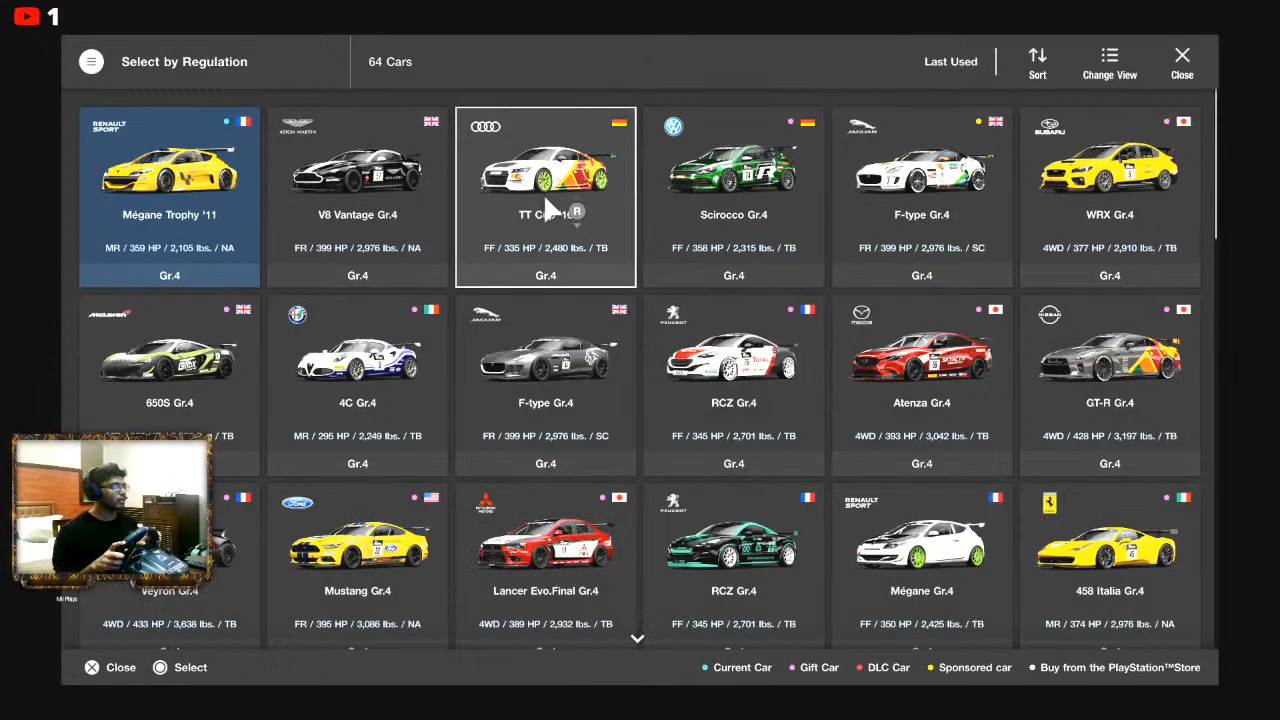 1
Select by Regulation
64 Cars
Last Used
Sort
Change View
Close
RENAULT SPORT
ASTON MARTIN
JAGUAR
SUBARU
Mégane Trophy '11
V8 Vantage Gr.4
TT Cup
R
Scirocco Gr.4
F-type Gr.4
WRX Gr.4
MR / 359 HP / 2,105 lbs. / NA
FR / 399 HP / 2,976 lbs. / NA
FF / 335 HP / 2,480 lbs. / TB
FF / 358 HP / 2,315 lbs. / TB
FR / 399 HP / 2,976 lbs. / SC
4WD / 377 HP / 2,910 lbs. / TB
Gr.4
Gr.4
Gr.4
Gr.4
Gr.4
Gr.4
McLaren
JAGUAR
PEUGEOT
mazda
NISSAN
650S Gr.4
4C Gr.4
F-type Gr.4
RCZ Gr.4
Atenza Gr.4
GT-R Gr.4
/ TB
MR / 295 HP / 2,249 lbs. / TB
FR / 399 HP / 2,976 lbs. / SC
FF / 345 HP / 2,701 lbs. / TB
4WD / 393 HP / 3,042 lbs. / TB
4WD / 428 HP / 3,197 lbs. / TB
Gr.4
Gr.4
Gr.4
Gr.4
Gr.4
Ford
MITSUBISHI MOTORS
PEUGEOT
RENAULT SPORT
Veyron Gr.4
Mustang Gr.4
Lancer Evo.Final Gr.4
RCZ Gr.4
Mégane Gr.4
458 Italia Gr.4
4WD / 433 HP / 3,638 lbs. / TB
FR / 395 HP / 3,086 lbs. / NA
4WD / 389 HP / 2,932 lbs. / TB
FF / 345 HP / 2,701 lbs. / TB
FF / 350 HP / 2,425 lbs. / TB
MR / 374 HP / 2,976 lbs. / NA
Close
Select
Current Car
Gift Car
DLC Car
Sponsored car
Buy from the PlayStation™Store